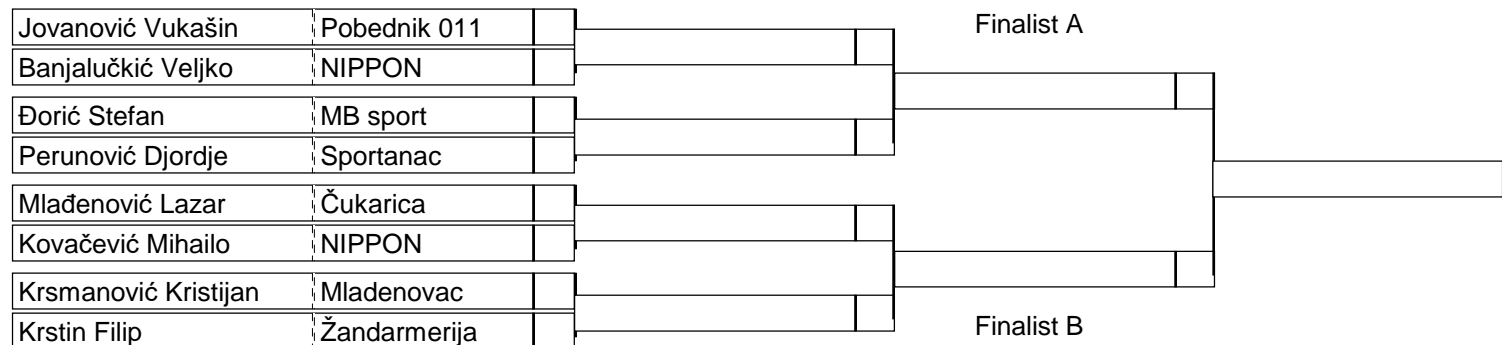 Jovanović Vukašin Pobednik 011 Finalist A
Banjalučkić Veljko NIPPON
Đorić Stefan MB sport
Perunović Djordje Sportanac
Mlađenović Lazar Čukarica
Kovačević Mihailo NIPPON
Krsmanović Kristijan Mladenovac
Krstin Filip Žandarmerija Finalist B